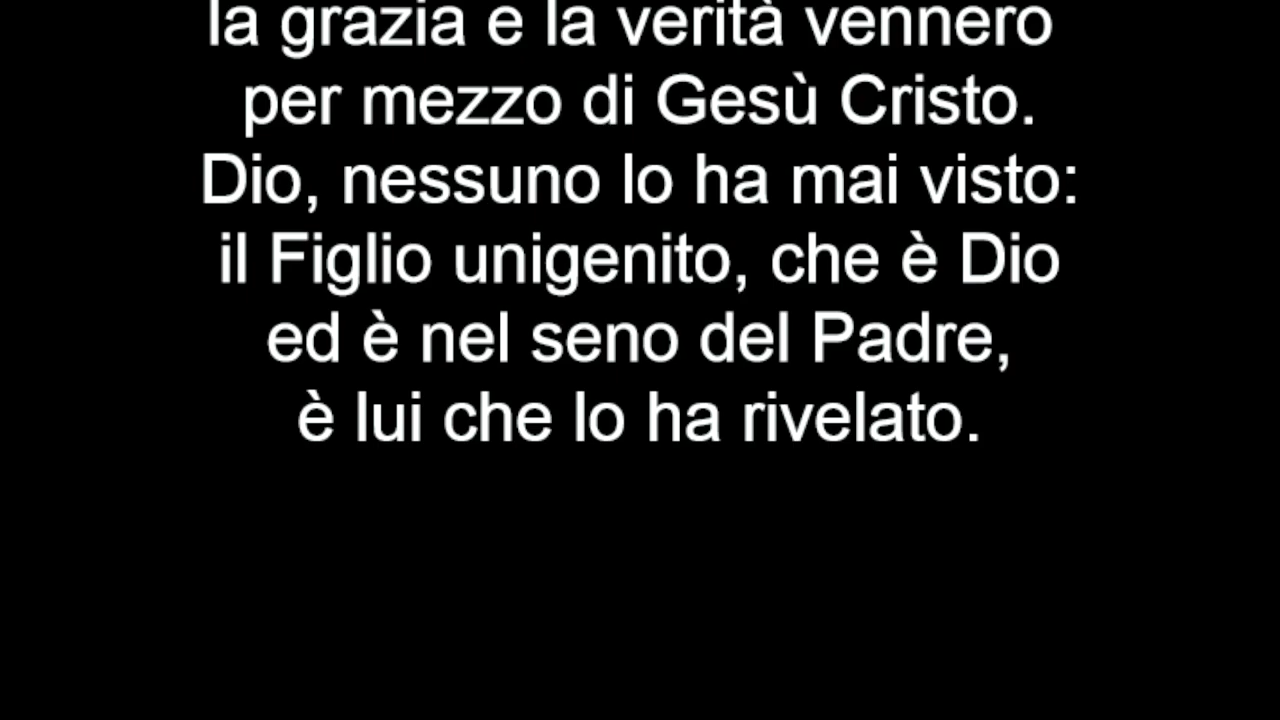 la grazia e la verità vennero
per mezzo di Gesù Cristo.
Dio, nessuno lo ha mai visto:
il Figlio unigenito, che è Dio
ed è nel seno del Padre,
è lui che lo ha rivelato.